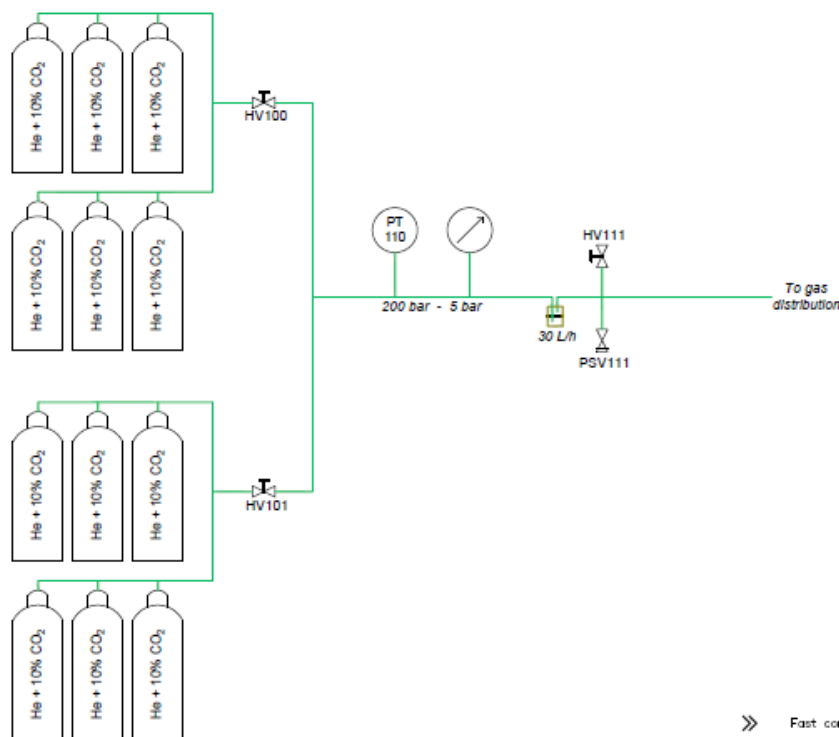 He + 10% CO₂
He + 10% CO₂
He + 10% CO₂
HV100
He + 10% CO₂
He + 10% CO₂
He + 10% CO₂
PT
110
HV111
To gas
distribution
200 bar - 5 bar
30 L/h
PSV111
He + 10% CO₂
He + 10% CO₂
He + 10% CO₂
HV101
He + 10% CO₂
He + 10% CO₂
He + 10% CO₂
Fast